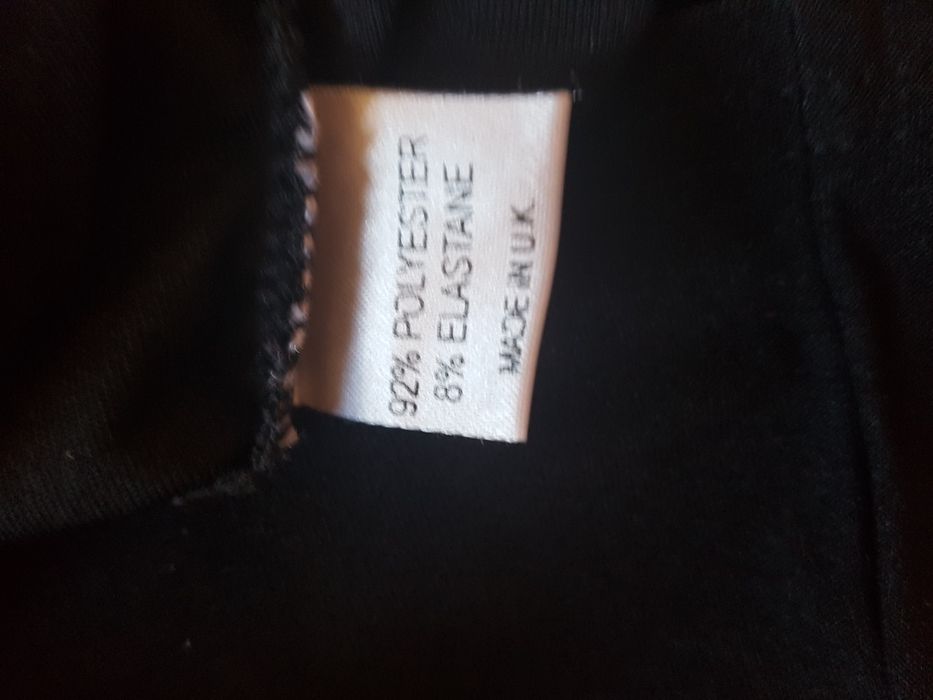 92% POLYESTER
8% ELASTANE
MADE IN U.K.